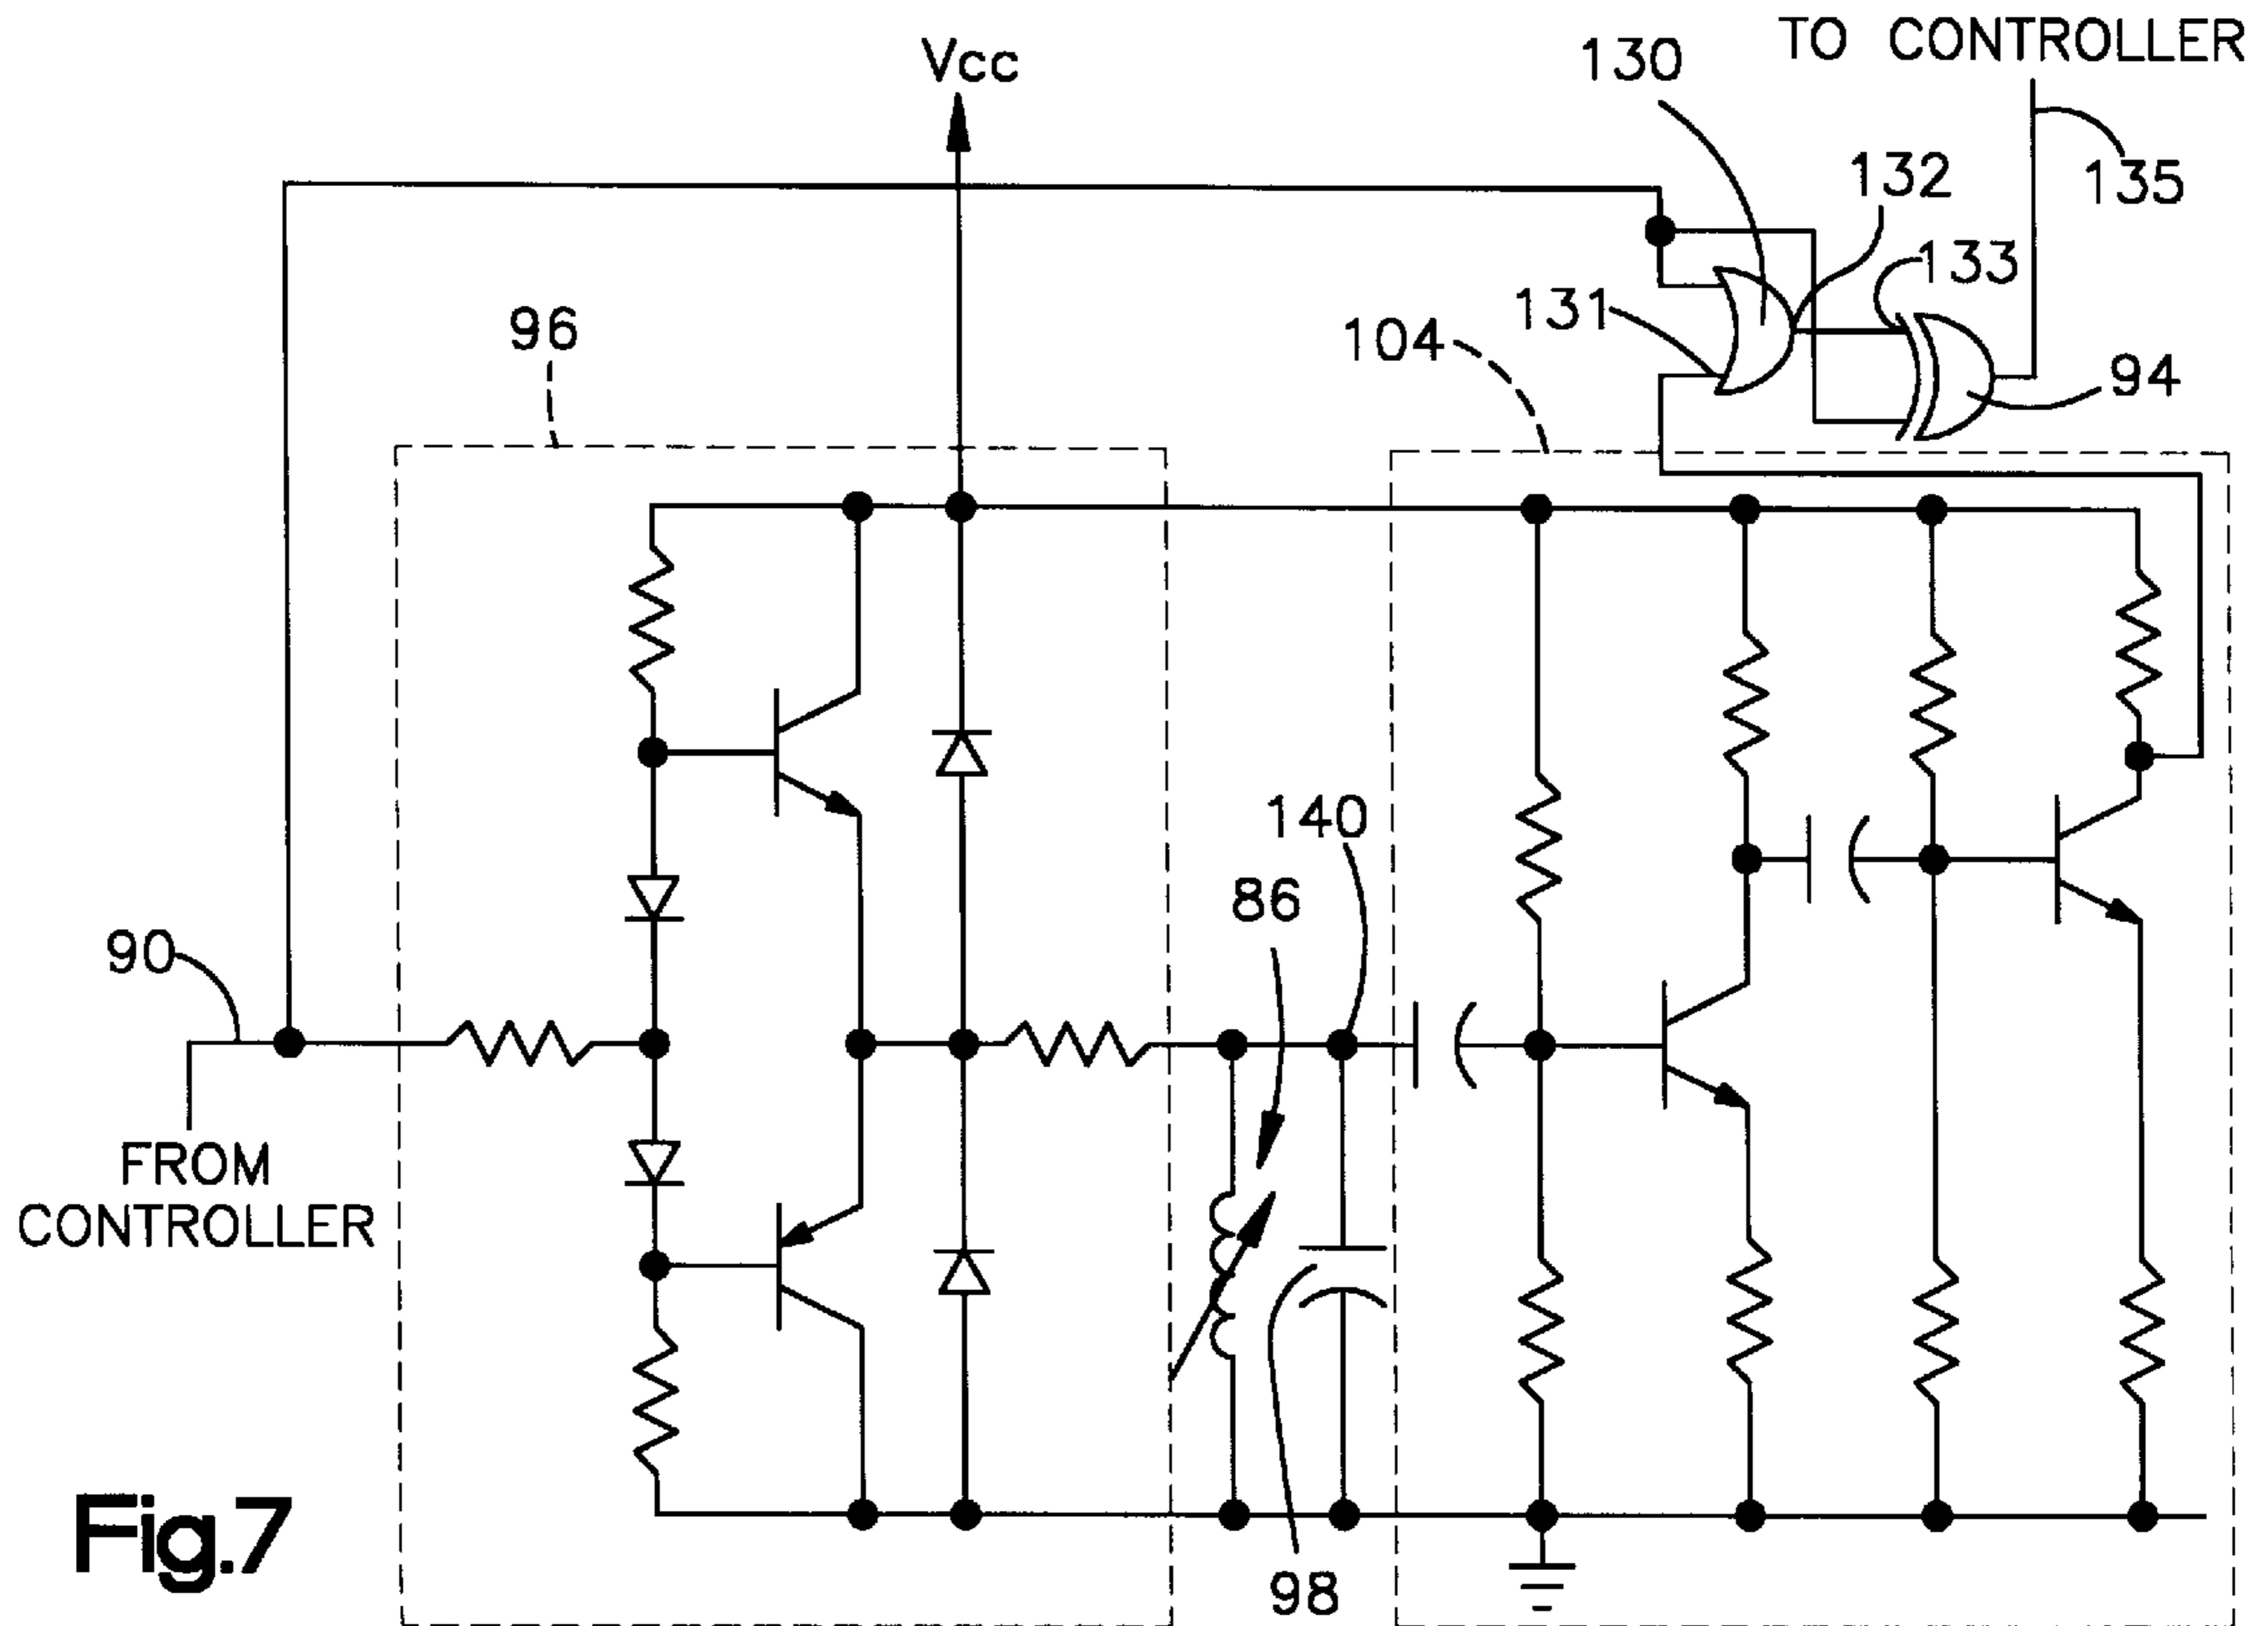 TO CONTROLLER
130
Vcc
132
135
133
131
96
104
94
140
86
90
FROM
CONTROLLER
Fig.7
98